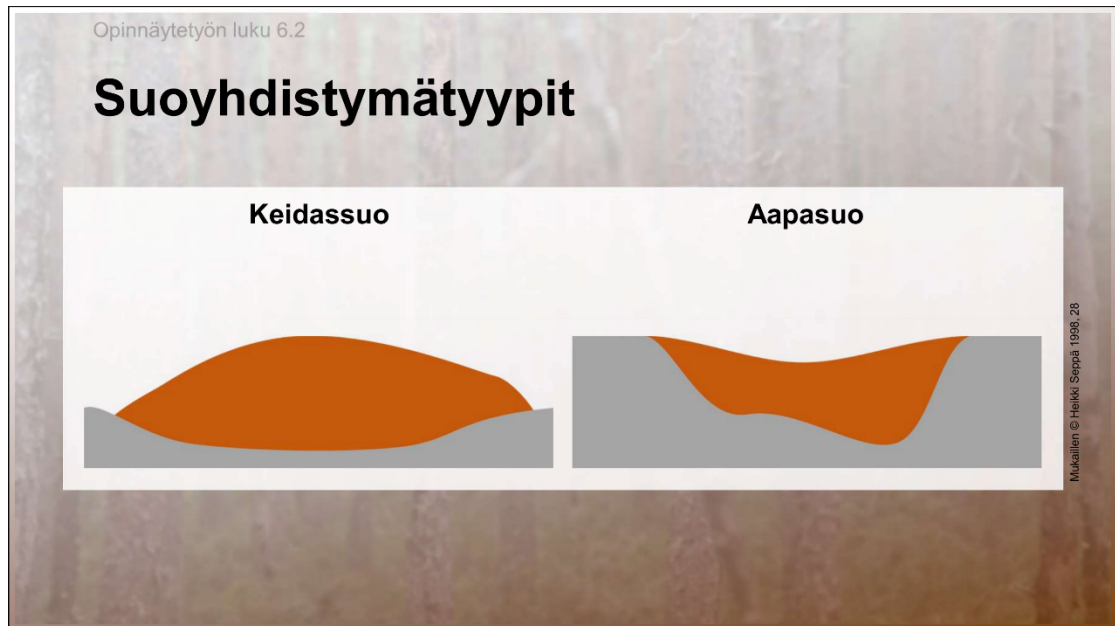 Opinnäytetyön luku 6.2
Suoyhdistymätyypit
Keidassuo
Aapasuo
Mukaillen © Heikki Seppä 1998, 28